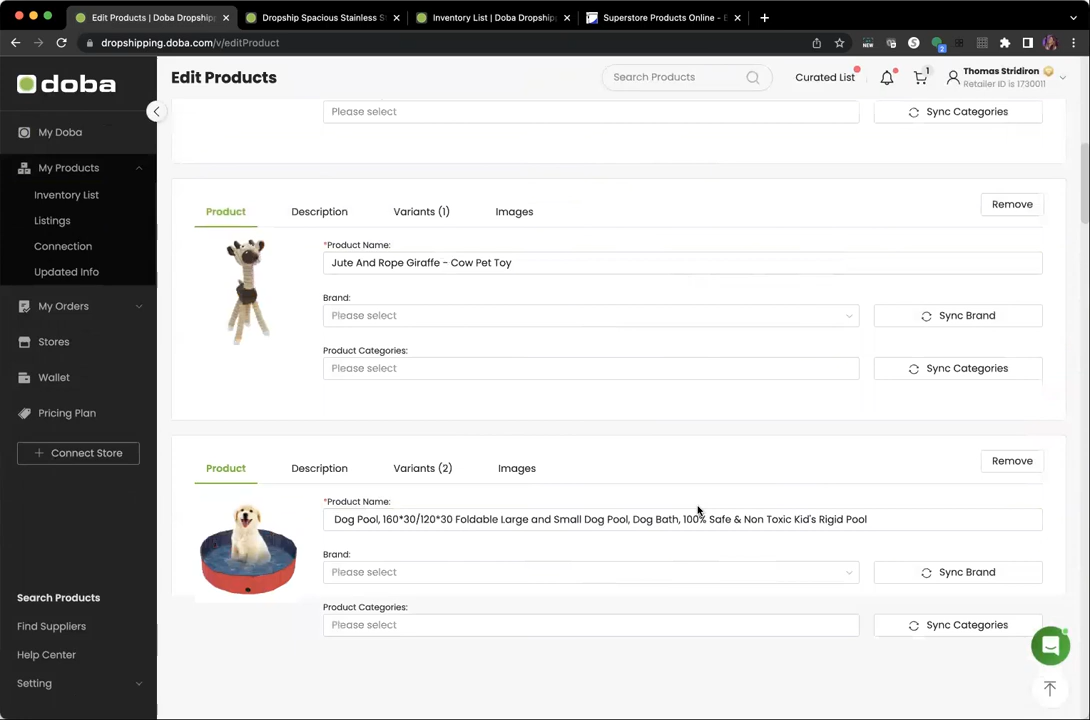 Edit Products | Doba Dropship
Dropship Spacious Stainless S
Inventory List | Doba Dropship
Superstore Products Online - E
dropshipping.doba.com/v/editProduct
NEW
2
doba
Edit Products
Search Products
Curated List
1
Thomas Stridiron
Retailer ID is 1730011
My Doba
My Products
Inventory List
Listings
Connection
Updated Info
My Orders
Stores
Wallet
Pricing Plan
Connect Store
Search Products
Find Suppliers
Help Center
Setting
Please select
Sync Categories
Product
Description
Variants (1)
Images
Remove
*Product Name:
Jute And Rope Giraffe - Cow Pet Toy
Brand:
Please select
Sync Brand
Product Categories:
Please select
Sync Categories
Product
Description
Variants (2)
Images
Remove
*Product Name:
Dog Pool, 160*30/120*30 Foldable Large and Small Dog Pool, Dog Bath, 100% Safe & Non Toxic Kid's Rigid Pool
Brand:
Please select
Sync Brand
Product Categories:
Please select
Sync Categories